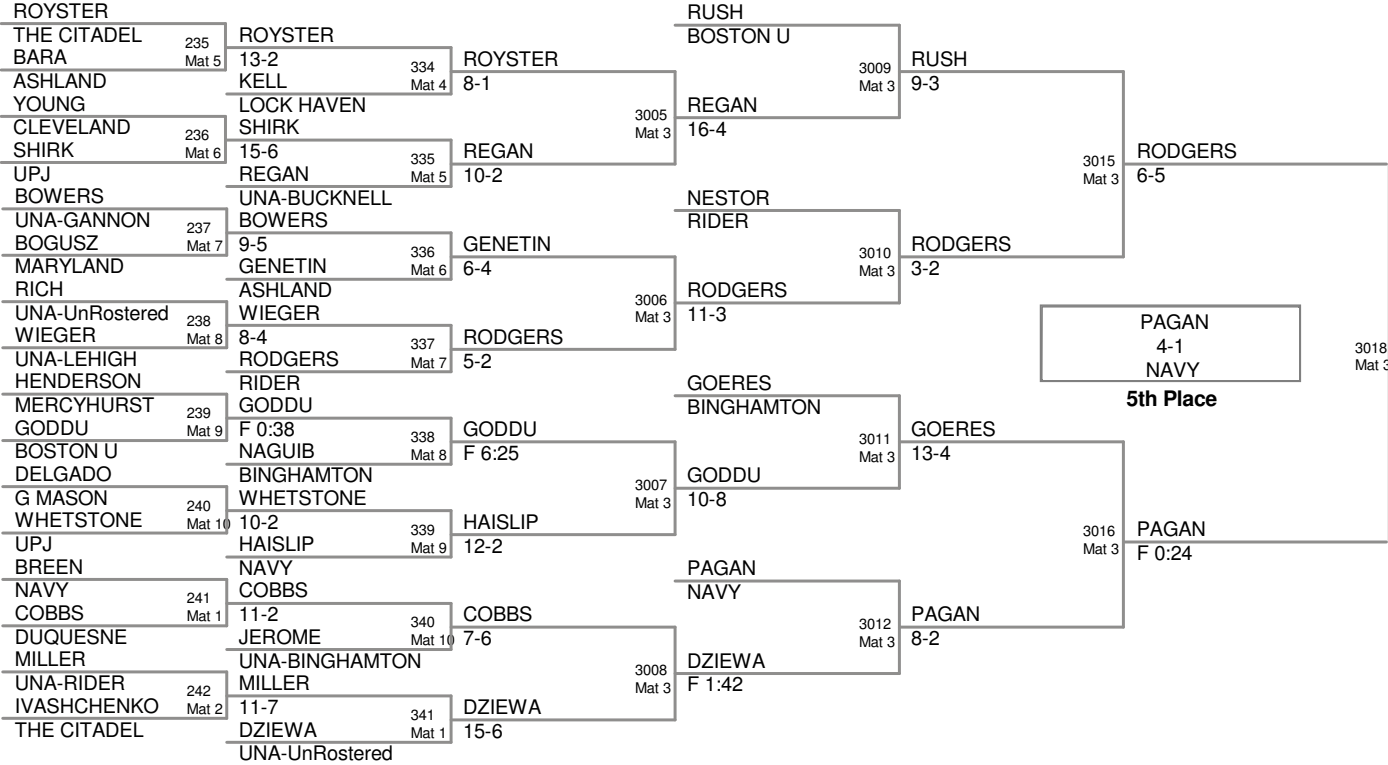 ROYSTER
THE CITADEL
235
BARA
Mat 5
ASHLAND
YOUNG
CLEVELAND
236
SHIRK
Mat 6
UPJ
BOWERS
UNA-GANNON
237
BOGUSZ
Mat 7
MARYLAND
RICH
UNA-UnRostered
238
WIEGER
Mat 8
UNA-LEHIGH
HENDERSON
MERCYHURST
239
GODDU
Mat 9
BOSTON U
DELGADO
G MASON
240
WHETSTONE
Mat 10
UPJ
BREEN
NAVY
241
COBBS
Mat 1
DUQUESNE
MILLER
UNA-RIDER
242
IVASHCHENKO
Mat 2
THE CITADEL
ROYSTER
13-2
334
KELL
Mat 4
LOCK HAVEN
SHIRK
15-6
335
REGAN
Mat 5
UNA-BUCKNELL
BOWERS
9-5
336
GENETIN
Mat 6
ASHLAND
WIEGER
8-4
337
RODGERS
Mat 7
RIDER
GODDU
F 0:38
338
NAGUIB
Mat 8
BINGHAMTON
WHETSTONE
10-2
339
HAISLIP
Mat 9
NAVY
COBBS
11-2
340
JEROME
Mat 10
UNA-BINGHAMTON
MILLER
11-7
341
DZIEWA
Mat 1
UNA-UnRostered
ROYSTER
8-1
3005
Mat 3
REGAN
10-2
GENETIN
6-4
3006
Mat 3
RODGERS
5-2
GODDU
F 6:25
3007
Mat 3
HAISLIP
12-2
COBBS
7-6
3008
Mat 3
DZIEWA
15-6
RUSH
BOSTON U
3009
Mat 3
REGAN
16-4
NESTOR
RIDER
3010
Mat 3
RODGERS
11-3
GOERES
BINGHAMTON
3011
Mat 3
GODDU
10-8
PAGAN
NAVY
3012
Mat 3
DZIEWA
F 1:42
RUSH
9-3
3015
Mat 3
RODGERS
3-2
GOERES
13-4
3016
Mat 3
PAGAN
8-2
RODGERS
6-5
3018
Mat 3
PAGAN
F 0:24
PAGAN
4-1
NAVY
5th Place